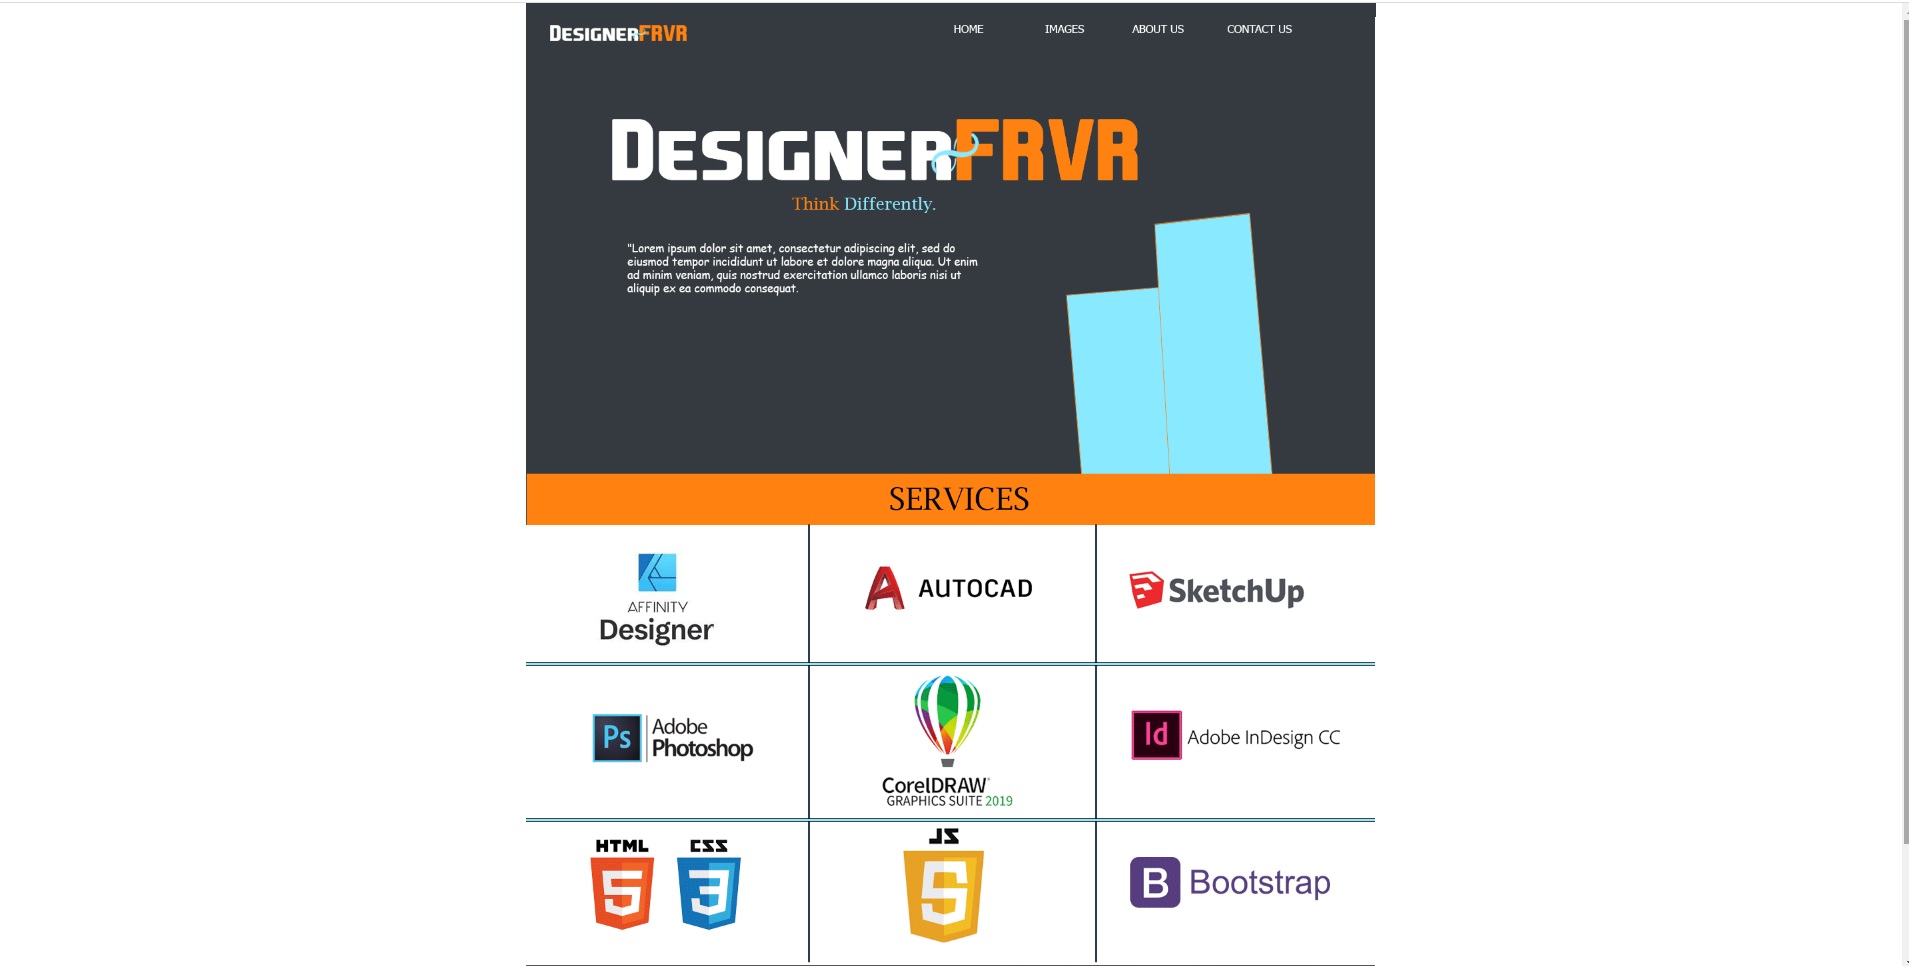 DESIGNERFRVR
HOME IMAGES ABOUT US CONTACT US
DESIGNERFRVR
Think Differently.
"Lorem ipsum dolor sit amet, consectetur adipiscing elit, sed do
eiusmod tempor incididunt ut labore et dolore magna aliqua. Ut enim
ad minim veniam, quis nostrud exercitation ullamco laboris nisi ut
aliquip ex ea commodo consequat.
SERVICES
AFFINITY
Designer
AUTOCAD
SketchUp
Ps Adobe
Photoshop
CorelDRAW
GRAPHICS SUITE 2019
Id Adobe InDesign CC
HTML
5
CSS
3
JS
5
B Bootstrap